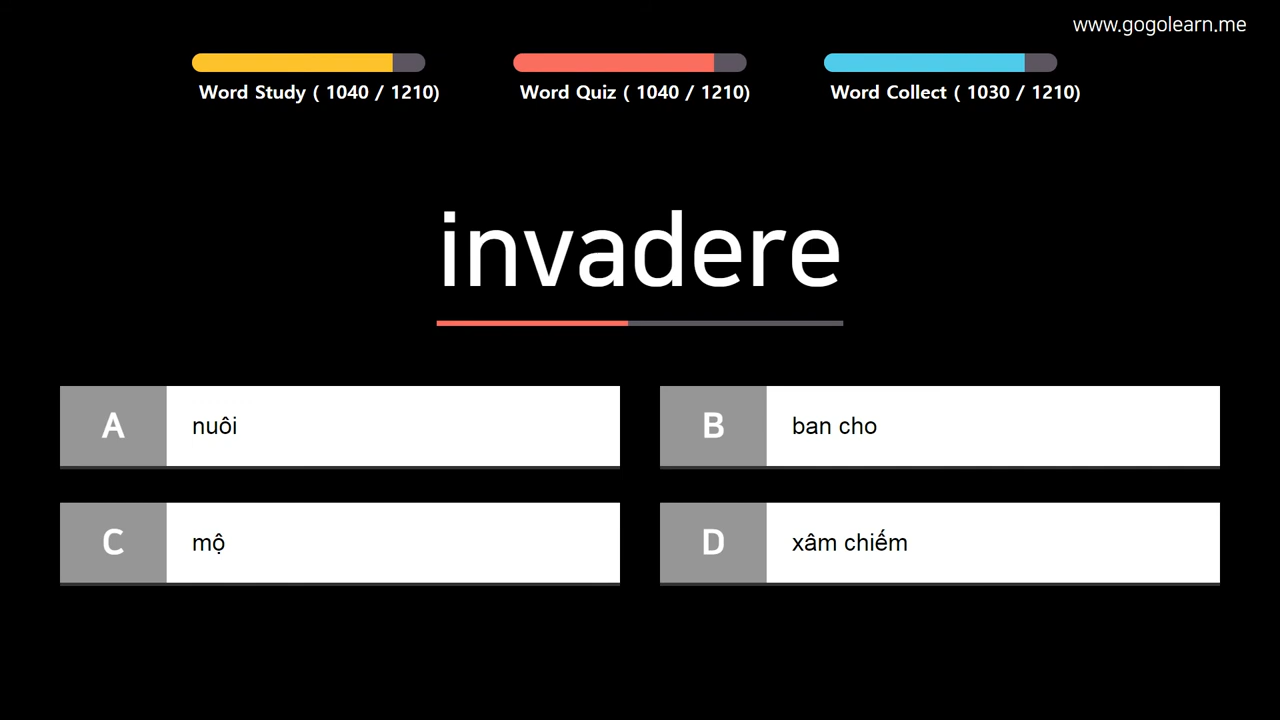 www.gogolearn.me
Word Study ( 1040 / 1210)
Word Quiz ( 1040 / 1210)
Word Collect ( 1030 / 1210)
invadere
A nuôi
B ban cho
C mộ
D xâm chiếm